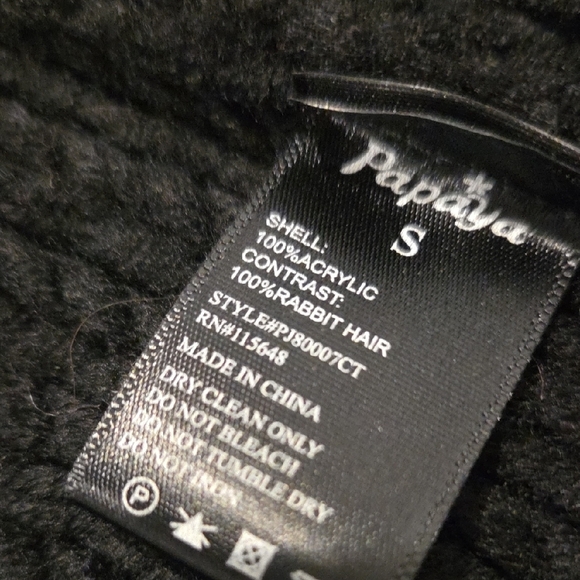 Papaya
S
SHELL:
100%ACRYLIC
CONTRAST:
100%RABBIT HAIR
STYLE#PJ80007CT
RN#115648
MADE IN CHINA
DRY CLEAN ONLY
DO NOT BLEACH
DO NOT TUMBLE DRY
DO NOT IRON
P